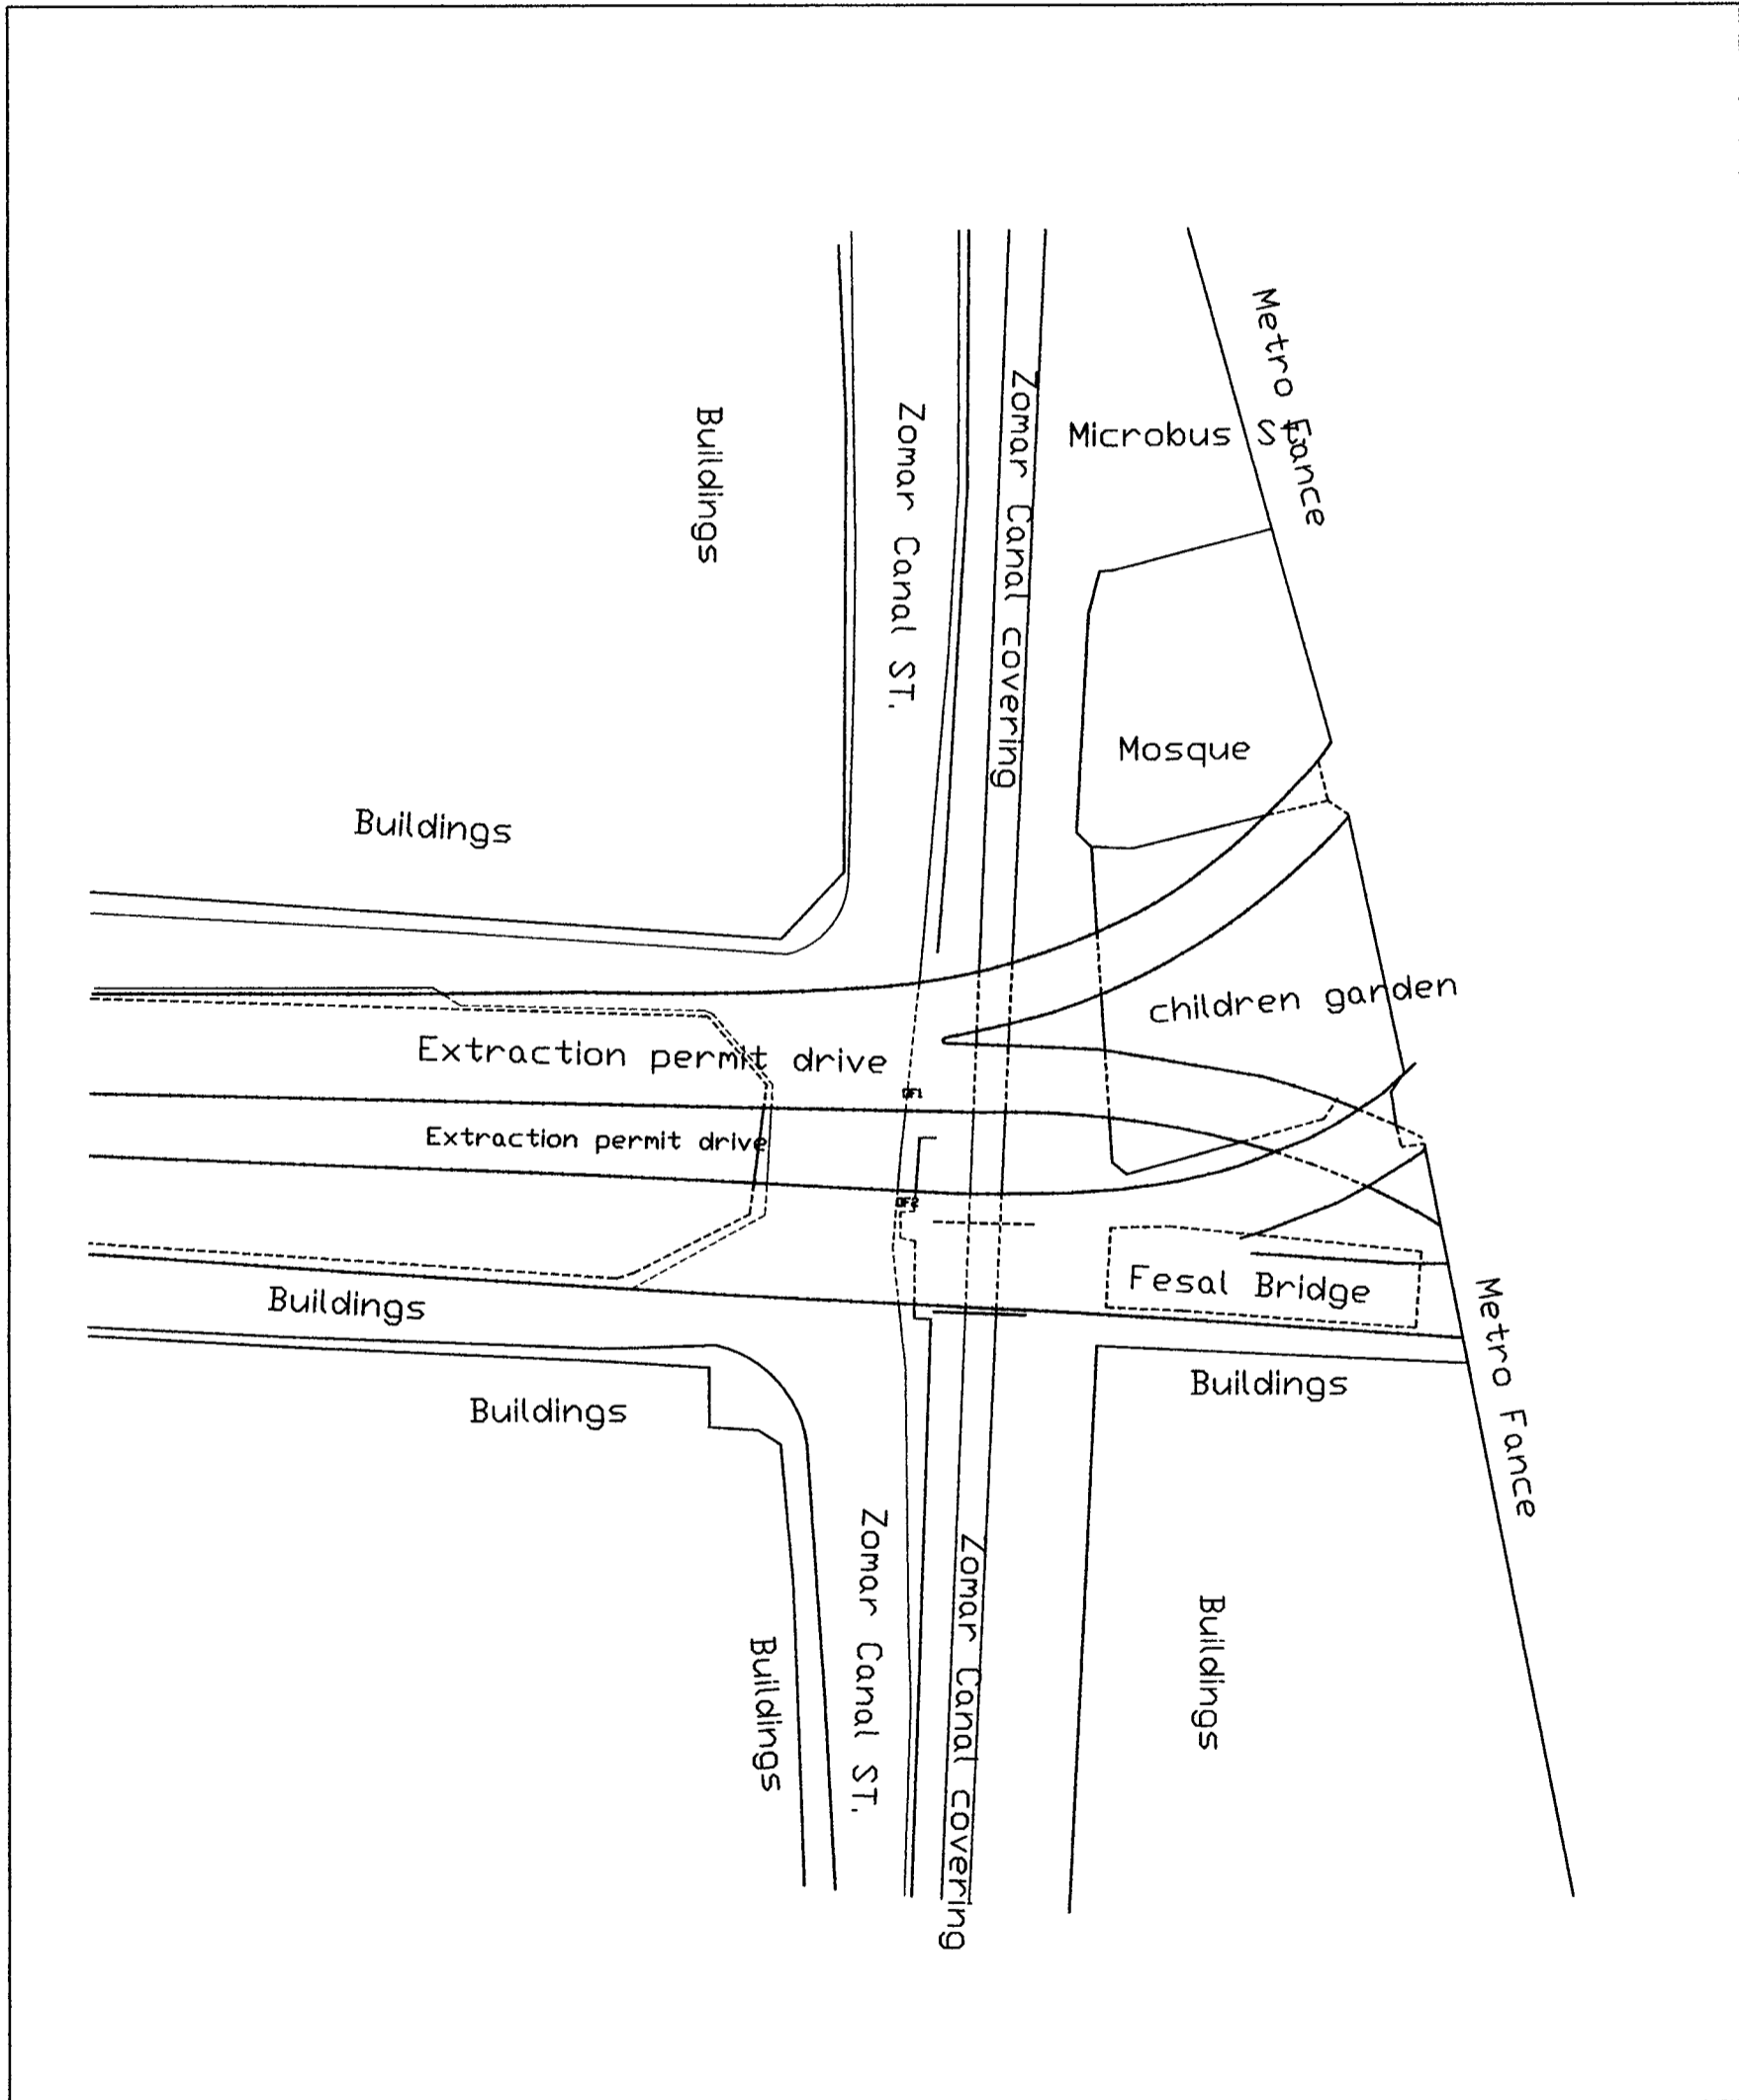 Metro Fance
Microbus St
Buildings
Zomar Canal ST.
Zomar Canal covering
Mosque
Buildings
children garden
Extraction permit drive
Extraction permit drive
Fesal Bridge
Buildings
Metro Fance
Buildings
Buildings
Zomar Canal ST.
Zomar Canal covering
Buildings
Buildings